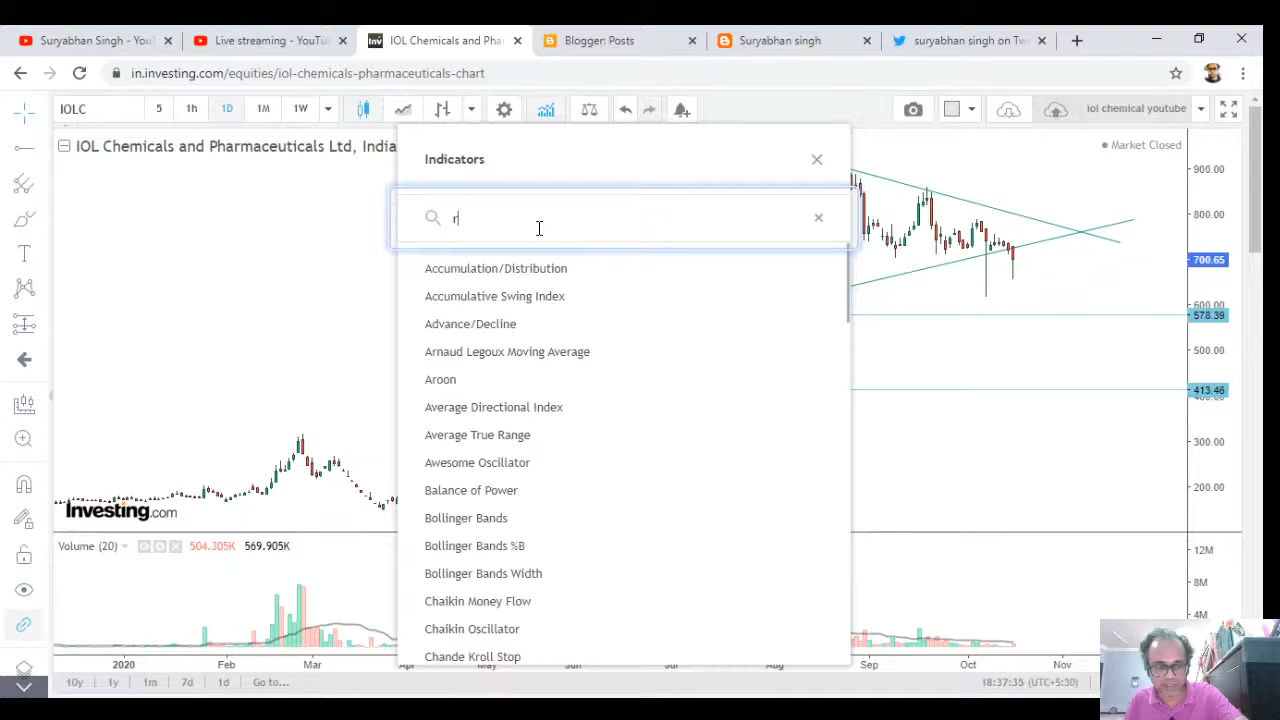 Suryabhan Singh - YouT
Live streaming - YouTube
Inv IOL Chemicals and Pharm
Blogger: Posts
Suryabhan singh
suryabhan singh on Tw
in.investing.com/equities/iol-chemicals-pharmaceuticals-chart
IOLC 5 1h 1D 1M 1W
iol chemical youtube
IOL Chemicals and Pharmaceuticals Ltd, India
Market Closed
Indicators
r
Accumulation/Distribution
Accumulative Swing Index
Advance/Decline
Arnaud Legoux Moving Average
Aroon
Average Directional Index
Average True Range
Awesome Oscillator
Balance of Power
Bollinger Bands
Bollinger Bands %B
Bollinger Bands Width
Chaikin Money Flow
Chaikin Oscillator
Chande Kroll Stop
900.00
800.00
700.65
600.00
578.39
500.00
413.46
300.00
200.00
Investing.com
Volume (20) 504.305K 569.905K
12M
8M
4M
2020 Feb Mar Apr May Jun Jul Aug Sep Oct Nov
10y 1y 1m 7d 1d Go to...
18:37:35 (UTC+5:30)